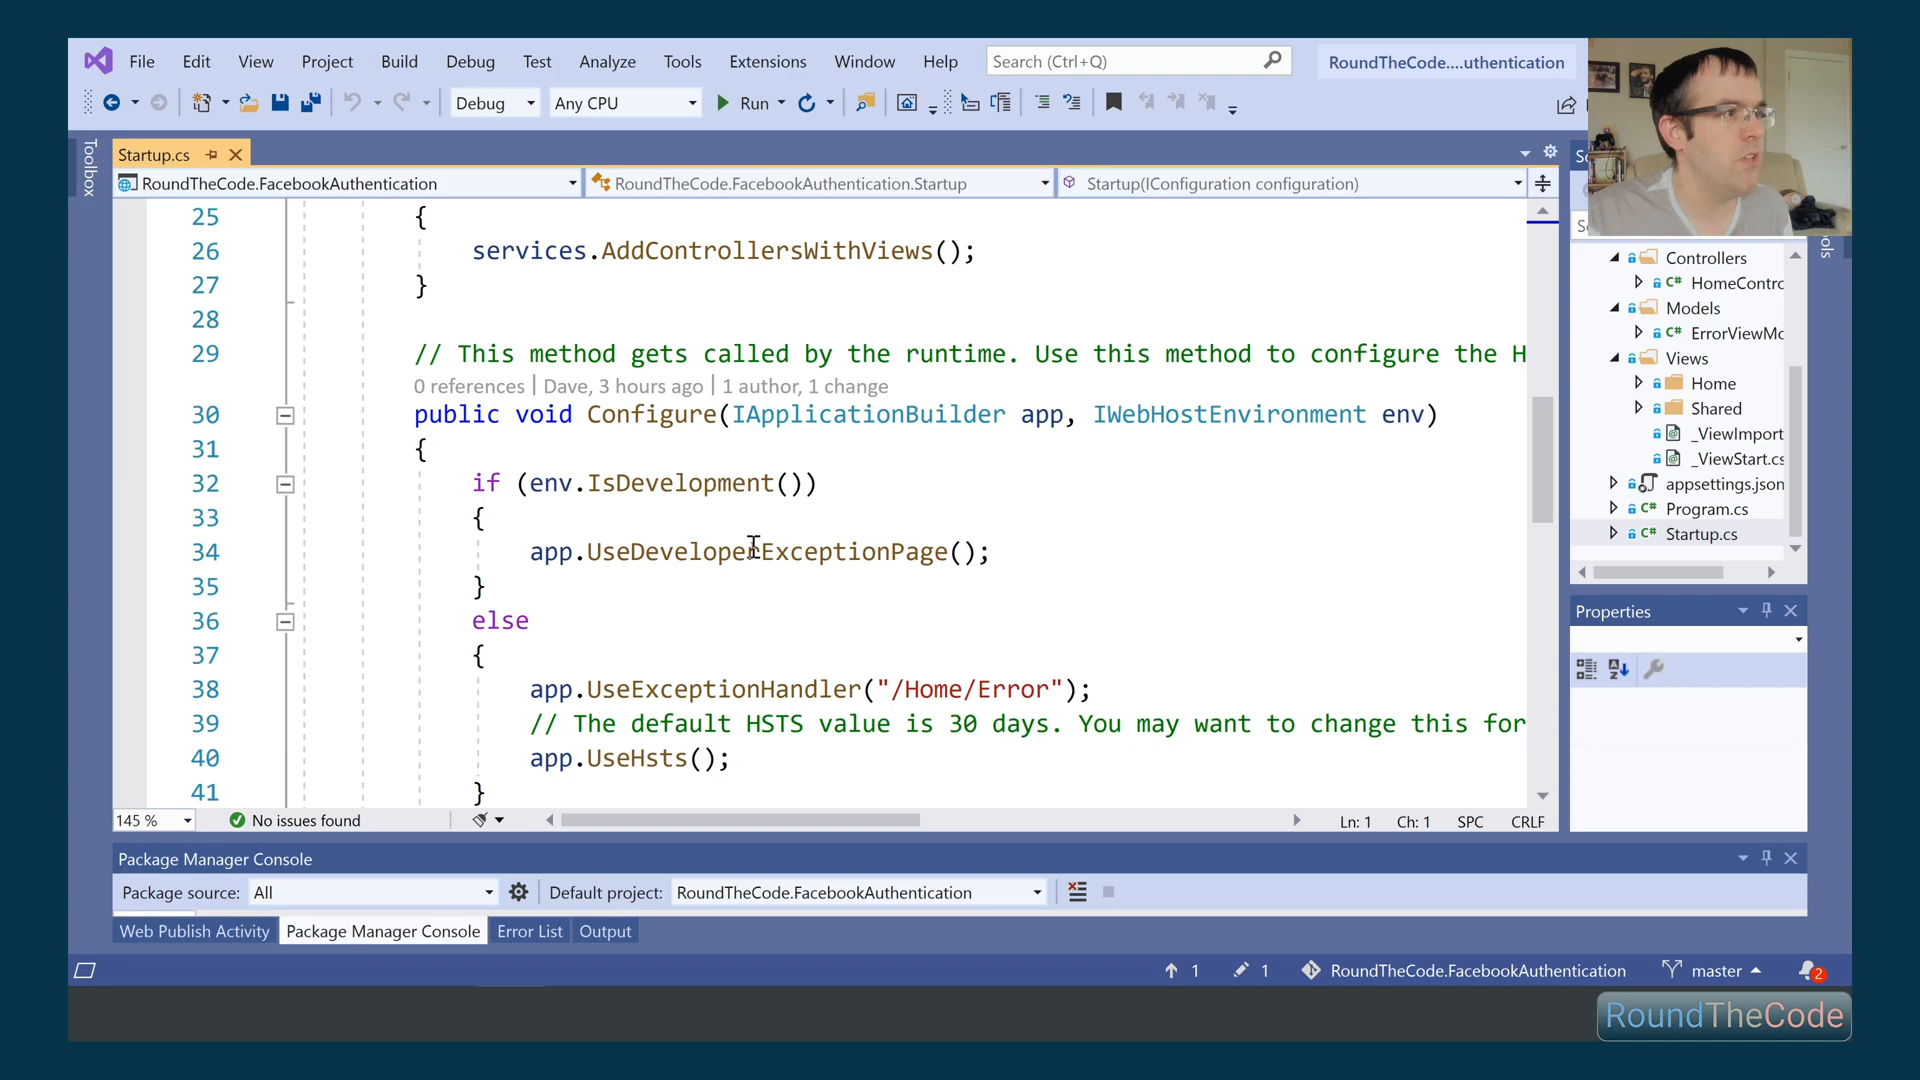 File Edit View Project Build Debug Test Analyze Tools Extensions Window Help Search (Ctrl+Q) RoundTheCode....uthentication
Debug Any CPU Run
Toolbox
Startup.cs
RoundTheCode.FacebookAuthentication RoundTheCode.FacebookAuthentication.Startup Startup(IConfiguration configuration)
25 {
26 services.AddControllersWithViews();
27 }
28
29 // This method gets called by the runtime. Use this method to configure the H
0 references | Dave, 3 hours ago | 1 author, 1 change
30 public void Configure(IApplicationBuilder app, IWebHostEnvironment env)
31 {
32 if (env.IsDevelopment())
33 {
34 app.UseDeveloperExceptionPage();
35 }
36 else
37 {
38 app.UseExceptionHandler("/Home/Error");
39 // The default HSTS value is 30 days. You may want to change this for
40 app.UseHsts();
41 }
145 % No issues found Ln: 1 Ch: 1 SPC CRLF
Controllers
C# HomeContrc
Models
C# ErrorViewMc
Views
Home
Shared
_ViewImport
_ViewStart.cs
appsettings.json
C# Program.cs
C# Startup.cs
Properties
Package Manager Console
Package source: All Default project: RoundTheCode.FacebookAuthentication
Web Publish Activity Package Manager Console Error List Output
1 1 RoundTheCode.FacebookAuthentication master 2
RoundTheCode